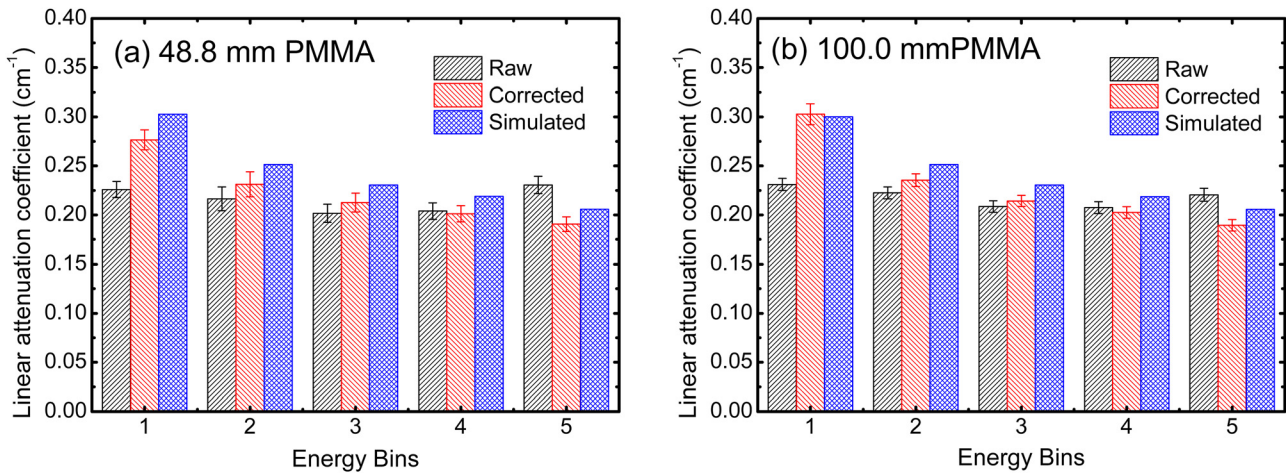 (a) 48.8 mm PMMA
Raw
Corrected
Simulated
Linear attenuation coefficient (cm⁻¹)
0.40
0.35
0.30
0.25
0.20
0.15
0.10
0.05
0.00
1 2 3 4 5
Energy Bins
(b) 100.0 mmPMMA
Raw
Corrected
Simulated
Linear attenuation coefficient (cm⁻¹)
0.40
0.35
0.30
0.25
0.20
0.15
0.10
0.05
0.00
1 2 3 4 5
Energy Bins